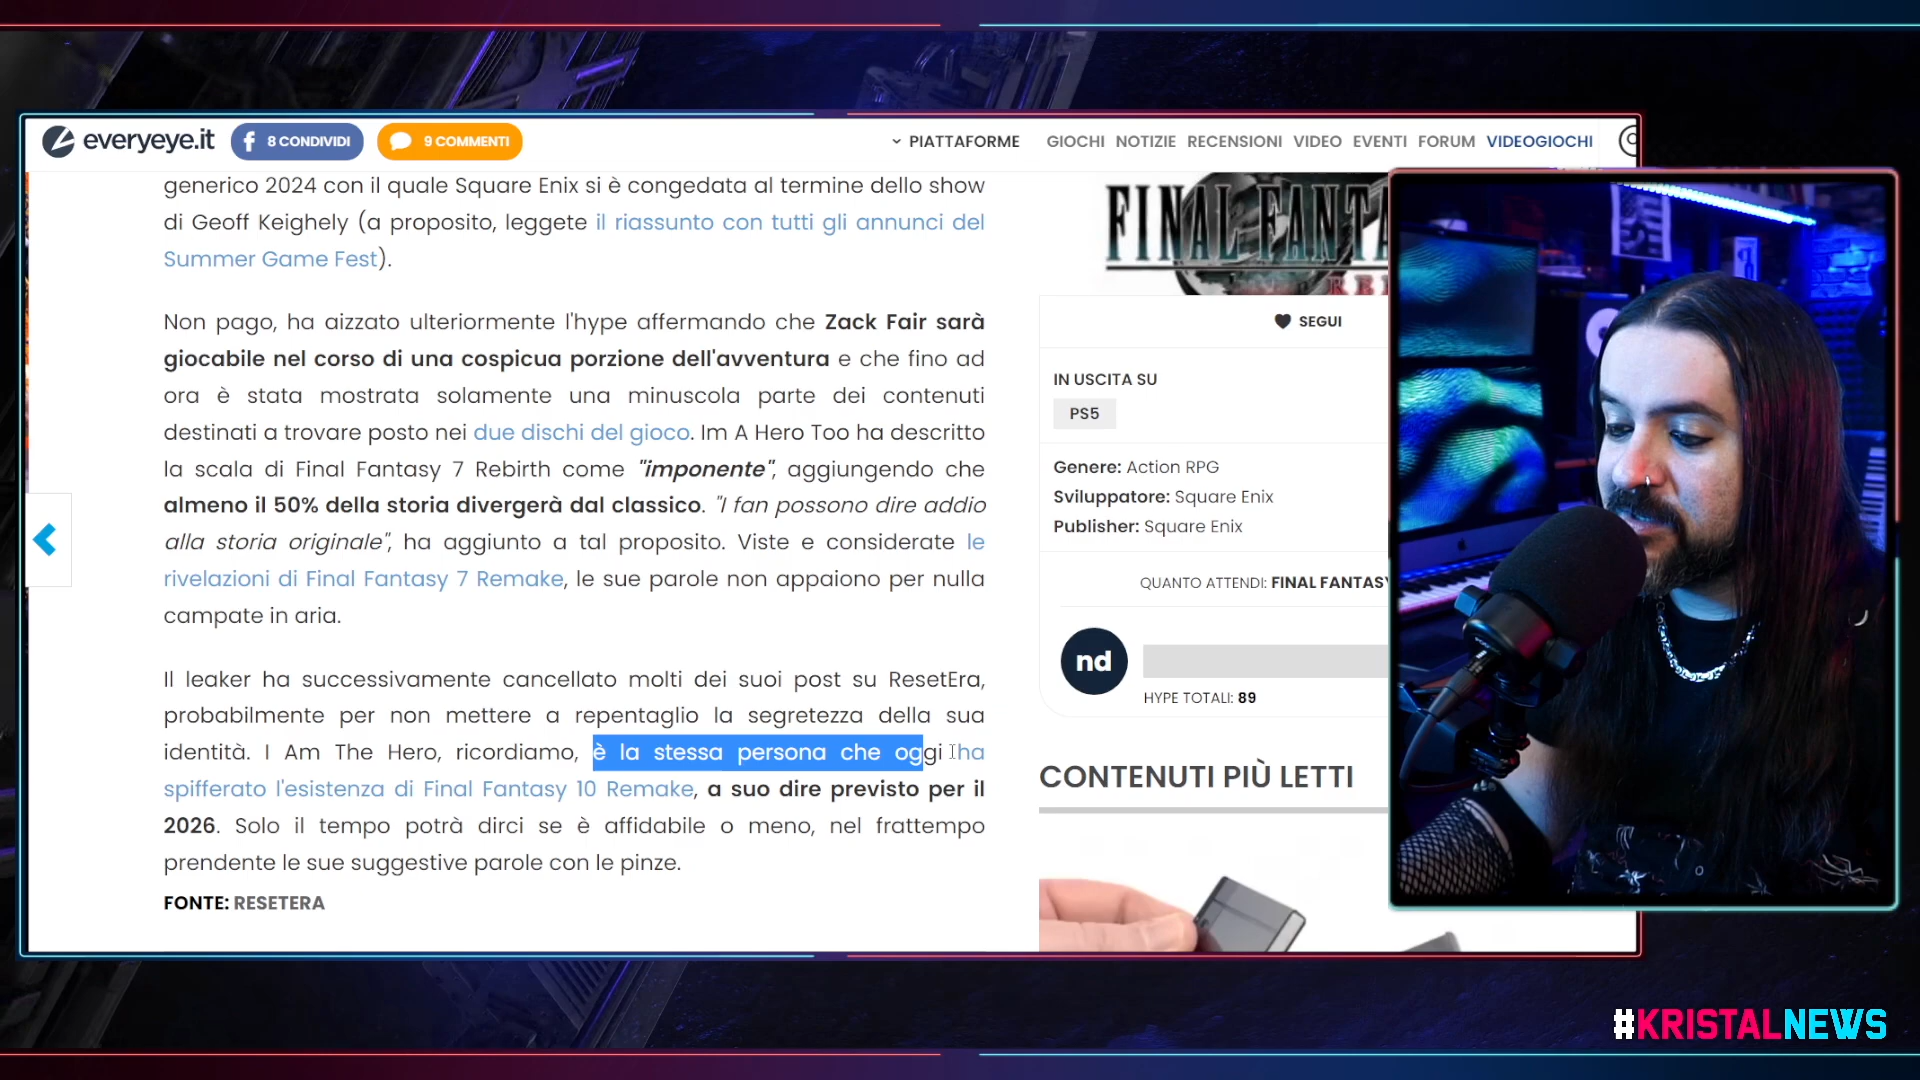 everyeye.it
8 CONDIVIDI
9 COMMENTI
PIATTAFORME GIOCHI NOTIZIE RECENSIONI VIDEO EVENTI FORUM VIDEOGIOCHI
generico 2024 con il quale Square Enix si è congedata al termine dello show
di Geoff Keighely (a proposito, leggete il riassunto con tutti gli annunci del
Summer Game Fest).
Non pago, ha aizzato ulteriormente l'hype affermando che Zack Fair sarà
giocabile nel corso di una cospicua porzione dell'avventura e che fino ad
ora è stata mostrata solamente una minuscola parte dei contenuti
destinati a trovare posto nei due dischi del gioco. Im A Hero Too ha descritto
la scala di Final Fantasy 7 Rebirth come "imponente", aggiungendo che
almeno il 50% della storia divergerà dal classico. "I fan possono dire addio
alla storia originale", ha aggiunto a tal proposito. Viste e considerate le
rivelazioni di Final Fantasy 7 Remake, le sue parole non appaiono per nulla
campate in aria.
Il leaker ha successivamente cancellato molti dei suoi post su ResetEra,
probabilmente per non mettere a repentaglio la segretezza della sua
identità. I Am The Hero, ricordiamo, è la stessa persona che oggi ha
spifferato l'esistenza di Final Fantasy 10 Remake, a suo dire previsto per il
2026. Solo il tempo potrà dirci se è affidabile o meno, nel frattempo
prendente le sue suggestive parole con le pinze.
FONTE: RESETERA
FINAL FANTA
RE
SEGUI
IN USCITA SU
PS5
Genere: Action RPG
Sviluppatore: Square Enix
Publisher: Square Enix
QUANTO ATTENDI: FINAL FANTASY
nd
HYPE TOTALI: 89
CONTENUTI PIÙ LETTI
#KRISTALNEWS